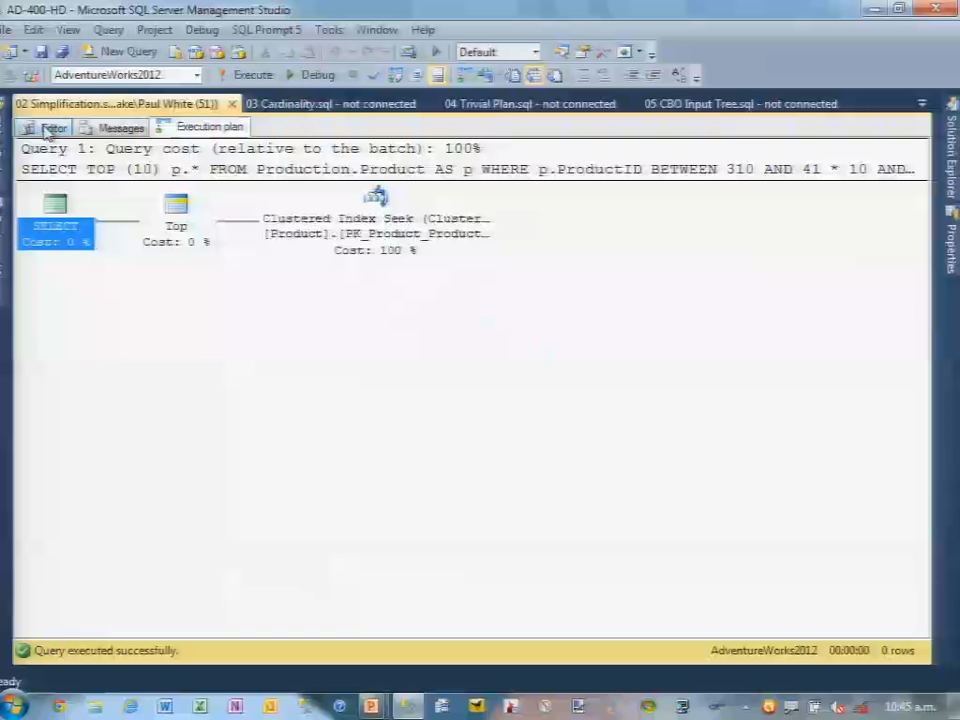 AD-400-HD - Microsoft SQL Server Management Studio
ile Edit View Query Project Debug SQL Prompt 5 Tools Window Help
New Query Default
AdventureWorks2012 Execute Debug
02 Simplification.s...ake\Paul White (51)) 03 Cardinality.sql - not connected 04 Trivial Plan.sql - not connected 05 CBO Input Tree.sql - not connected
Editor Messages Execution plan
Query 1: Query cost (relative to the batch): 100%
SELECT TOP (10) p.* FROM Production.Product AS p WHERE p.ProductID BETWEEN 310 AND 41 * 10 AND...
SELECT
Cost: 0 %
Top
Cost: 0 %
Clustered Index Seek (Cluster...
[Product].[PK_Product_Product...
Cost: 100 %
Solution Explorer
Properties
Query executed successfully. AdventureWorks2012 00:00:00 0 rows
eady
10:45 a.m.